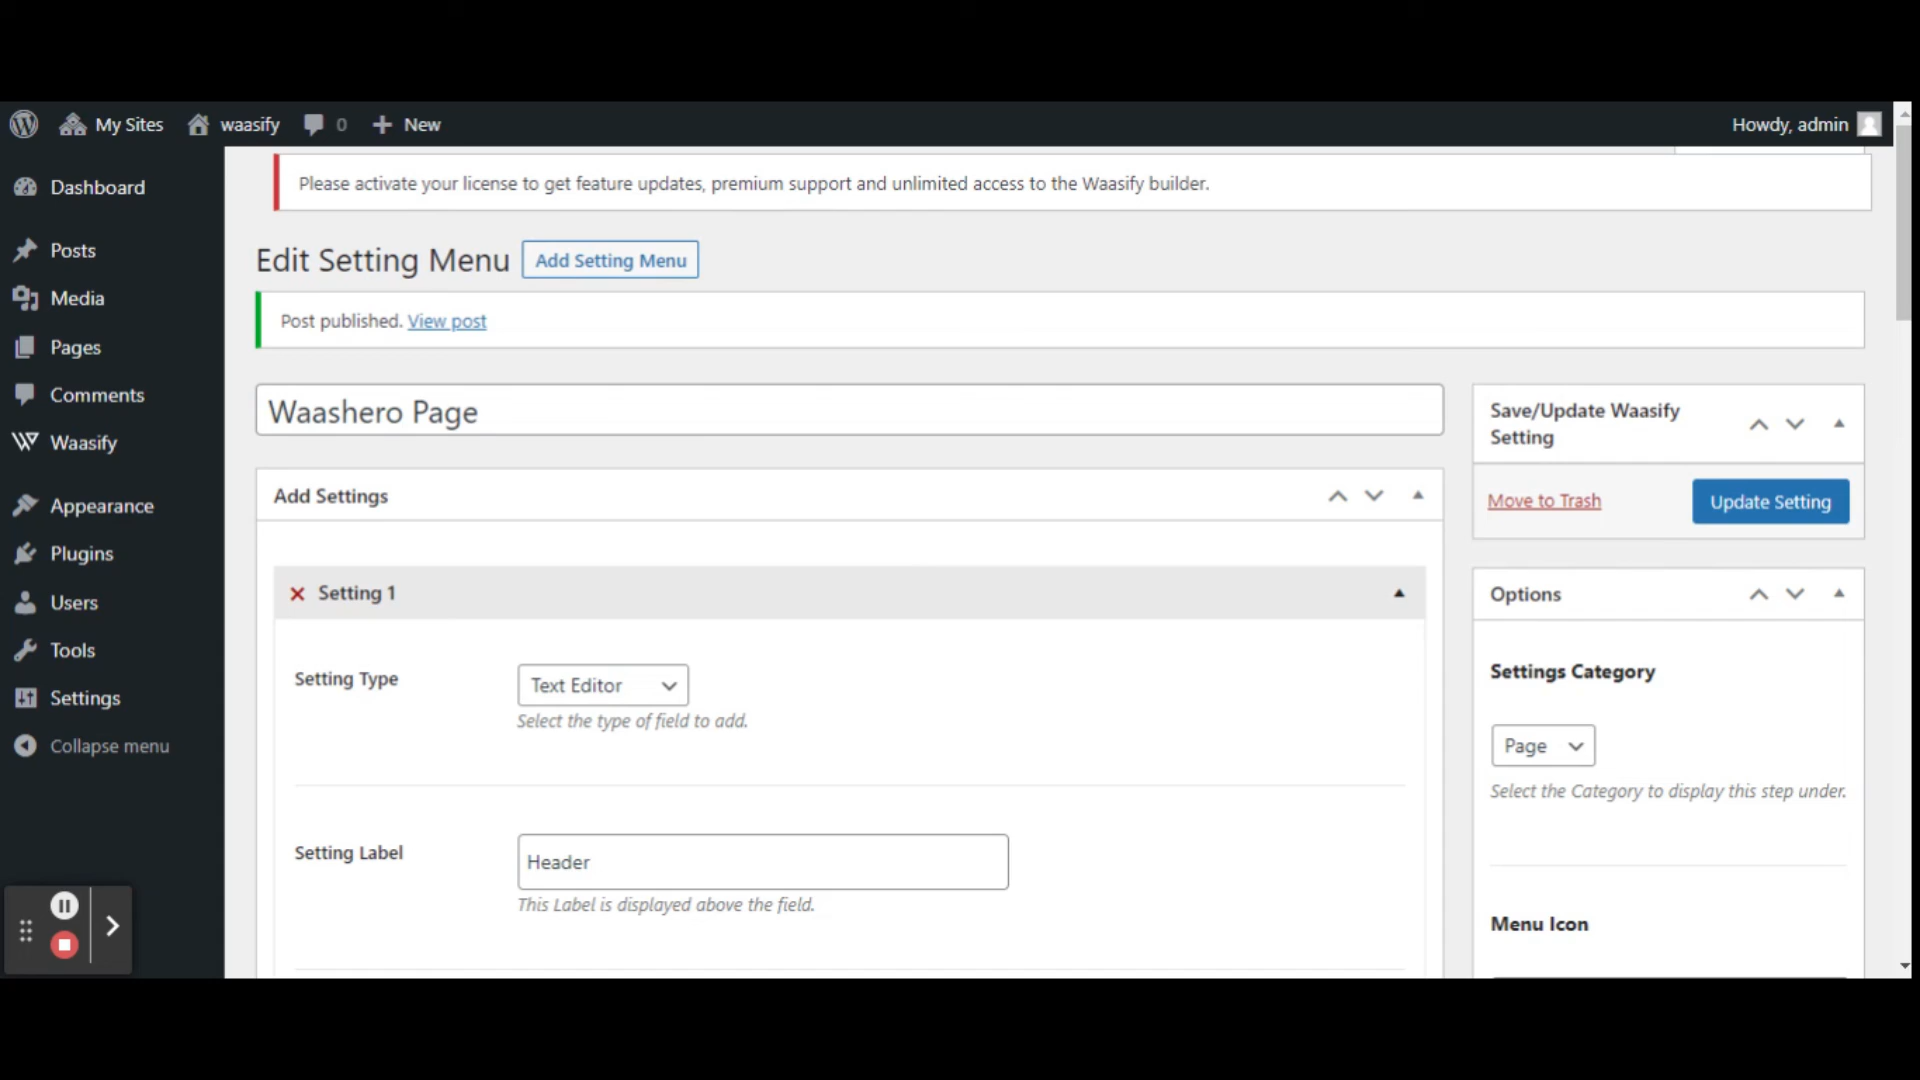 My Sites
waasify
0
New
Howdy, admin
Dashboard
Posts
Media
Pages
Comments
Waasify
Appearance
Plugins
Users
Tools
Settings
Collapse menu
Please activate your license to get feature updates, premium support and unlimited access to the Waasify builder.
Edit Setting Menu
Add Setting Menu
Post published. View post
Waashero Page
Add Settings
Setting 1
Setting Type
Text Editor
Select the type of field to add.
Setting Label
Header
This Label is displayed above the field.
Save/Update Waasify
Setting
Move to Trash
Update Setting
Options
Settings Category
Page
Select the Category to display this step under.
Menu Icon